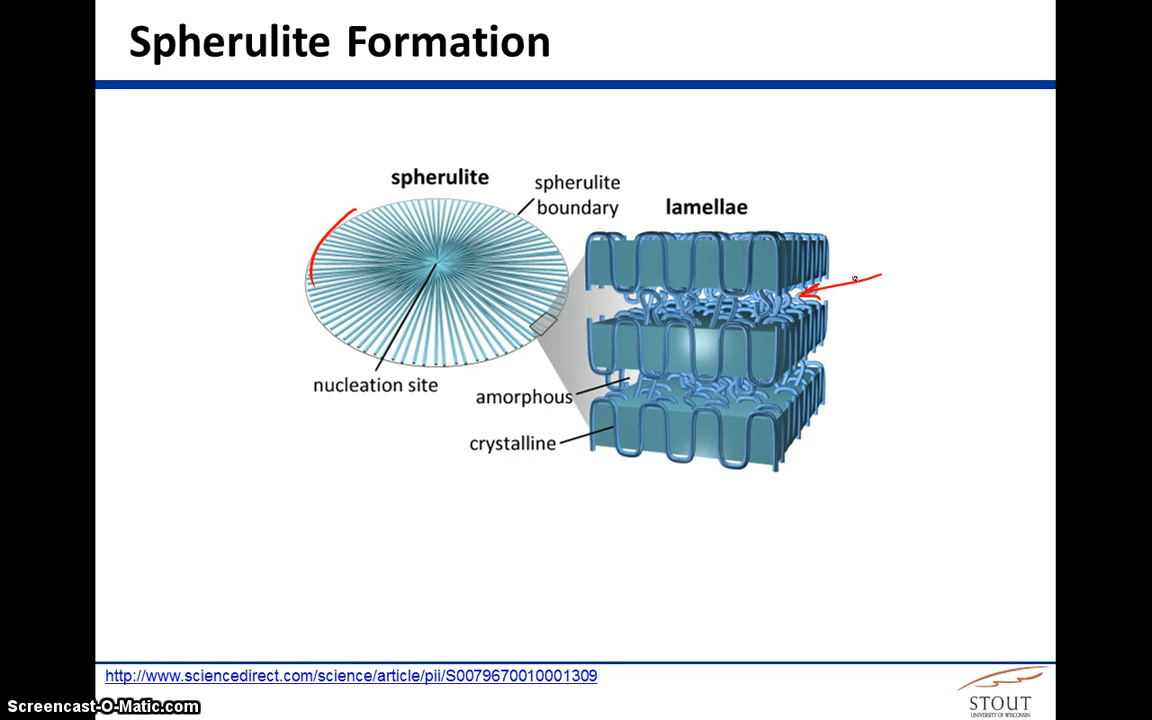 Spherulite Formation
spherulite
spherulite
boundary
lamellae
nucleation site
amorphous
crystalline
http://www.sciencedirect.com/science/article/pii/S0079670010001309
STOUT
UNIVERSITY OF WISCONSIN
Screencast-O-Matic.com